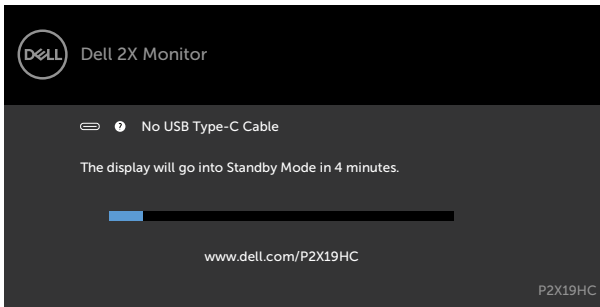 DELL Dell 2X Monitor
? No USB Type-C Cable
The display will go into Standby Mode in 4 minutes.
www.dell.com/P2X19HC
P2X19HC